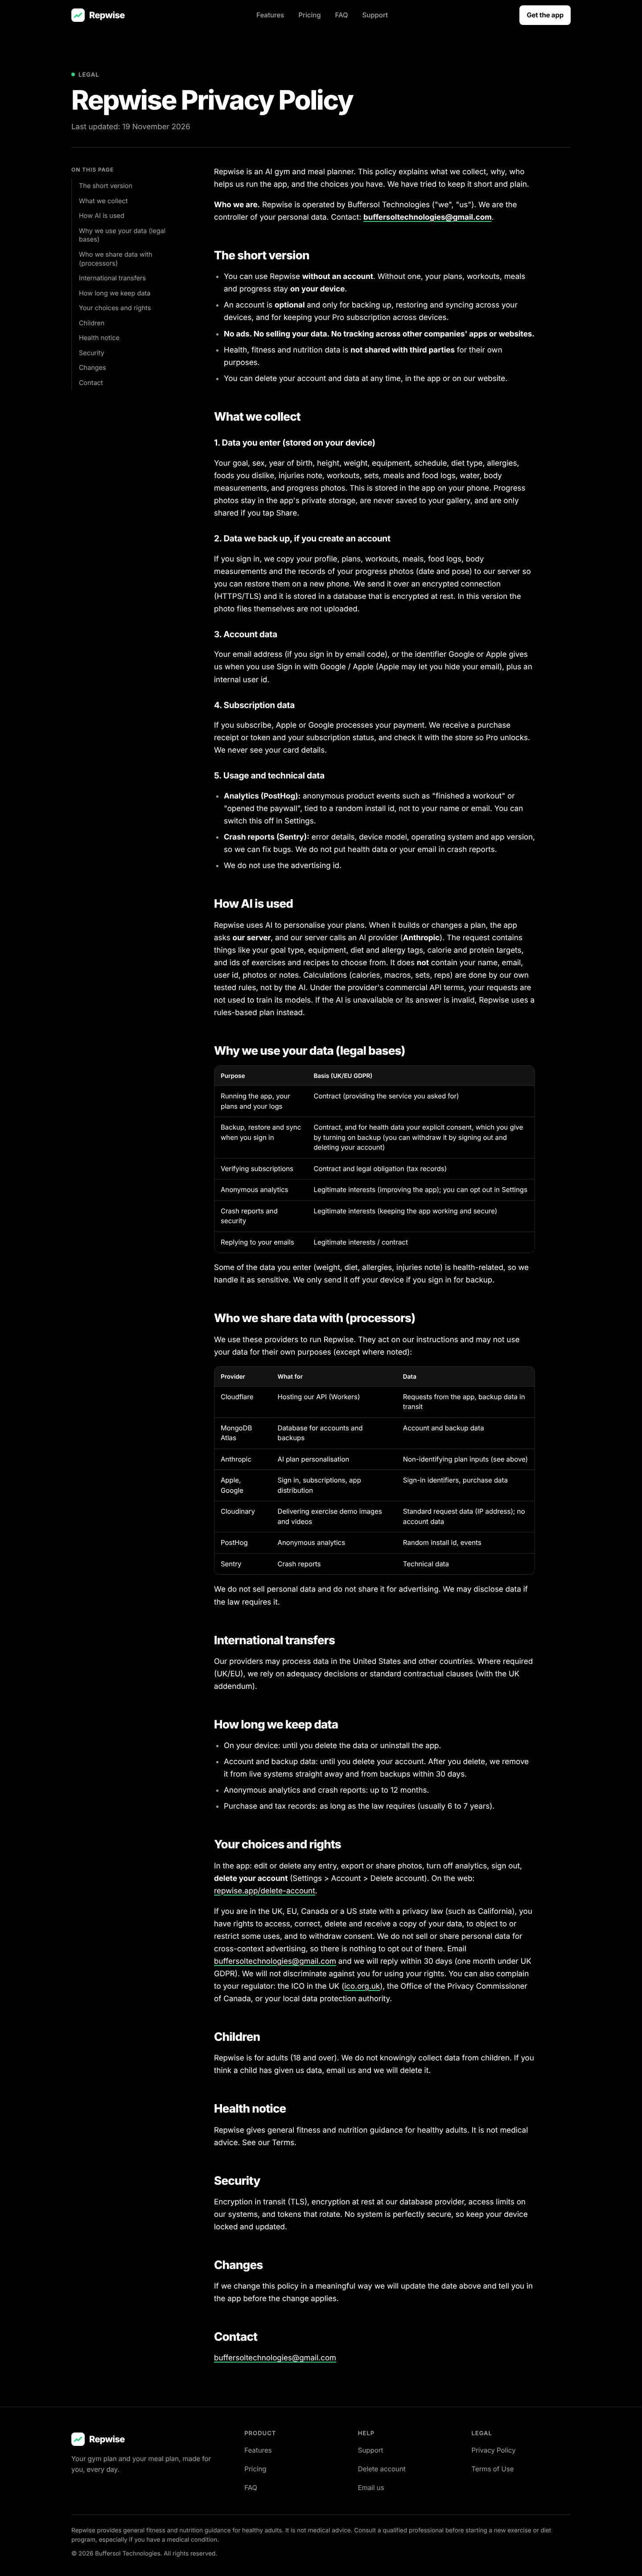 Repwise
Features
Pricing
FAQ
Support
Get the app
LEGAL
Repwise Privacy Policy
Last updated: 19 November 2026
ON THIS PAGE
The short version
What we collect
How AI is used
Why we use your data (legal
bases)
Who we share data with
(processors)
International transfers
How long we keep data
Your choices and rights
Children
Health notice
Security
Changes
Contact
Repwise is an AI gym and meal planner. This policy explains what we collect, why, who
helps us run the app, and the choices you have. We have tried to keep it short and plain.
Who we are. Repwise is operated by Buffersol Technologies ("we", "us"). We are the
controller of your personal data. Contact: buffersoltechnologies@gmail.com.
The short version
• You can use Repwise without an account. Without one, your plans, workouts, meals
and progress stay on your device.
• An account is optional and only for backing up, restoring and syncing across your
devices, and for keeping your Pro subscription across devices.
• No ads. No selling your data. No tracking across other companies' apps or websites.
• Health, fitness and nutrition data is not shared with third parties for their own
purposes.
• You can delete your account and data at any time, in the app or on our website.
What we collect
1. Data you enter (stored on your device)
Your goal, sex, year of birth, height, weight, equipment, schedule, diet type, allergies,
foods you dislike, injuries note, workouts, sets, meals and food logs, water, body
measurements, and progress photos. This is stored in the app on your phone. Progress
photos stay in the app's private storage, are never saved to your gallery, and are only
shared if you tap Share.
2. Data we back up, if you create an account
If you sign in, we copy your profile, plans, workouts, meals, food logs, body
measurements and the records of your progress photos (date and pose) to our server so
you can restore them on a new phone. We send it over an encrypted connection
(HTTPS/TLS) and it is stored in a database that is encrypted at rest. In this version the
photo files themselves are not uploaded.
3. Account data
Your email address (if you sign in by email code), or the identifier Google or Apple gives
us when you use Sign in with Google / Apple (Apple may let you hide your email), plus an
internal user id.
4. Subscription data
If you subscribe, Apple or Google processes your payment. We receive a purchase
receipt or token and your subscription status, and check it with the store so Pro unlocks.
We never see your card details.
5. Usage and technical data
• Analytics (PostHog): anonymous product events such as "finished a workout" or
"opened the paywall", tied to a random install id, not to your name or email. You can
switch this off in Settings.
• Crash reports (Sentry): error details, device model, operating system and app version,
so we can fix bugs. We do not put health data or your email in crash reports.
• We do not use the advertising id.
How AI is used
Repwise uses AI to personalise your plans. When it builds or changes a plan, the app
asks our server, and our server calls an AI provider (Anthropic). The request contains
things like your goal type, equipment, diet and allergy tags, calorie and protein targets,
and ids of exercises and recipes to choose from. It does not contain your name, email,
user id, photos or notes. Calculations (calories, macros, sets, reps) are done by our own
tested rules, not by the AI. Under the provider's commercial API terms, your requests are
not used to train its models. If the AI is unavailable or its answer is invalid, Repwise uses a
rules-based plan instead.
Why we use your data (legal bases)
Purpose
Basis (UK/EU GDPR)
Running the app, your
plans and your logs
Contract (providing the service you asked for)
Backup, restore and sync
when you sign in
Contract, and for health data your explicit consent, which you give
by turning on backup (you can withdraw it by signing out and
deleting your account)
Verifying subscriptions
Contract and legal obligation (tax records)
Anonymous analytics
Legitimate interests (improving the app); you can opt out in Settings
Crash reports and
security
Legitimate interests (keeping the app working and secure)
Replying to your emails
Legitimate interests / contract
Some of the data you enter (weight, diet, allergies, injuries note) is health-related, so we
handle it as sensitive. We only send it off your device if you sign in for backup.
Who we share data with (processors)
We use these providers to run Repwise. They act on our instructions and may not use
your data for their own purposes (except where noted):
Provider
What for
Data
Cloudflare
Hosting our API (Workers)
Requests from the app, backup data in
transit
MongoDB
Atlas
Database for accounts and
backups
Account and backup data
Anthropic
AI plan personalisation
Non-identifying plan inputs (see above)
Apple,
Google
Sign in, subscriptions, app
distribution
Sign-in identifiers, purchase data
Cloudinary
Delivering exercise demo images
and videos
Standard request data (IP address); no
account data
PostHog
Anonymous analytics
Random install id, events
Sentry
Crash reports
Technical data
We do not sell personal data and do not share it for advertising. We may disclose data if
the law requires it.
International transfers
Our providers may process data in the United States and other countries. Where required
(UK/EU), we rely on adequacy decisions or standard contractual clauses (with the UK
addendum).
How long we keep data
• On your device: until you delete the data or uninstall the app.
• Account and backup data: until you delete your account. After you delete, we remove
it from live systems straight away and from backups within 30 days.
• Anonymous analytics and crash reports: up to 12 months.
• Purchase and tax records: as long as the law requires (usually 6 to 7 years).
Your choices and rights
In the app: edit or delete any entry, export or share photos, turn off analytics, sign out,
delete your account (Settings > Account > Delete account). On the web:
repwise.app/delete-account.
If you are in the UK, EU, Canada or a US state with a privacy law (such as California), you
have rights to access, correct, delete and receive a copy of your data, to object to or
restrict some uses, and to withdraw consent. We do not sell or share personal data for
cross-context advertising, so there is nothing to opt out of there. Email
buffersoltechnologies@gmail.com and we will reply within 30 days (one month under UK
GDPR). We will not discriminate against you for using your rights. You can also complain
to your regulator: the ICO in the UK (ico.org.uk), the Office of the Privacy Commissioner
of Canada, or your local data protection authority.
Children
Repwise is for adults (18 and over). We do not knowingly collect data from children. If you
think a child has given us data, email us and we will delete it.
Health notice
Repwise gives general fitness and nutrition guidance for healthy adults. It is not medical
advice. See our Terms.
Security
Encryption in transit (TLS), encryption at rest at our database provider, access limits on
our systems, and tokens that rotate. No system is perfectly secure, so keep your device
locked and updated.
Changes
If we change this policy in a meaningful way we will update the date above and tell you in
the app before the change applies.
Contact
buffersoltechnologies@gmail.com
Repwise
Your gym plan and your meal plan, made for
you, every day.
PRODUCT
Features
Pricing
FAQ
HELP
Support
Delete account
Email us
LEGAL
Privacy Policy
Terms of Use
Repwise provides general fitness and nutrition guidance for healthy adults. It is not medical advice. Consult a qualified professional before starting a new exercise or diet
program, especially if you have a medical condition.
© 2026 Buffersol Technologies. All rights reserved.